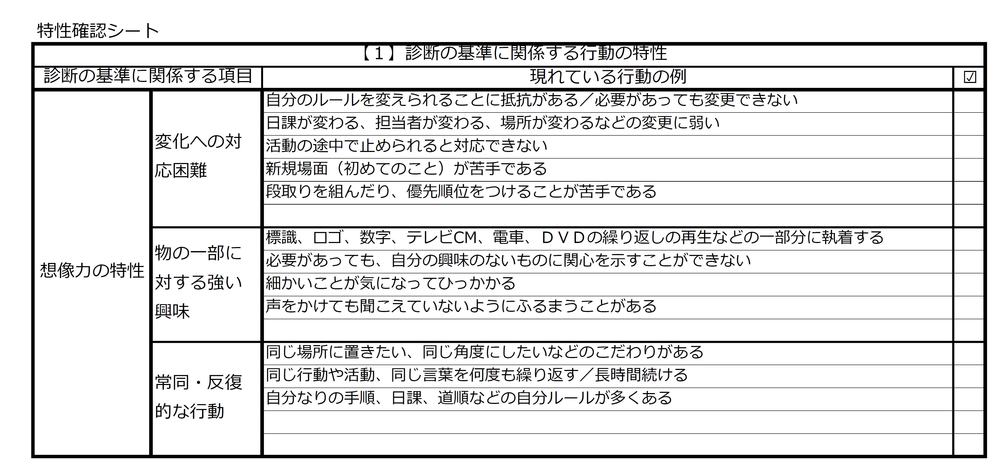 特性確認シート
【１】診断の基準に関係する行動の特性
診断の基準に関係する項目
現れている行動の例
☑
想像力の特性
変化への対
応困難
自分のルールを変えられることに抵抗がある／必要があっても変更できない
日課が変わる、担当者が変わる、場所が変わるなどの変更に弱い
活動の途中で止められると対応できない
新規場面（初めてのこと）が苦手である
段取りを組んだり、優先順位をつけることが苦手である
物の一部に
対する強い
興味
標識、ロゴ、数字、テレビCM、電車、ＤＶＤの繰り返しの再生などの一部分に執着する
必要があっても、自分の興味のないものに関心を示すことができない
細かいことが気になってひっかかる
声をかけても聞こえていないようにふるまうことがある
常同・反復
的な行動
同じ場所に置きたい、同じ角度にしたいなどのこだわりがある
同じ行動や活動、同じ言葉を何度も繰り返す／長時間続ける
自分なりの手順、日課、道順などの自分ルールが多くある